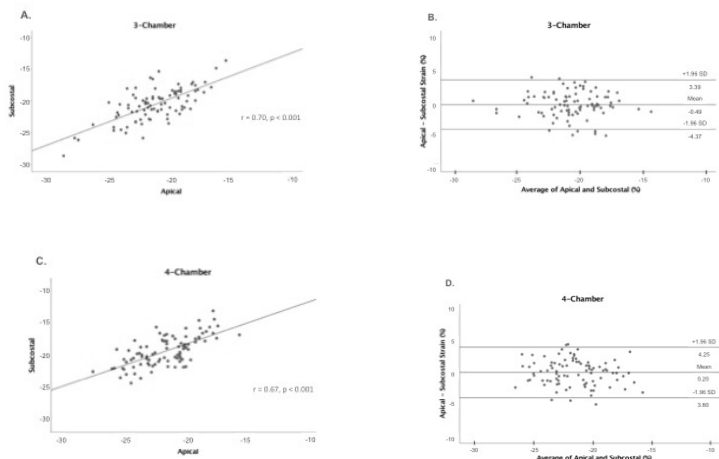 A.
3-Chamber
-10
-15
-20
-25
-30
Subcostal
r = 0.70, p < 0.001
-30 -25 -20 -15 -10
Apical
B.
3-Chamber
10
5
0
-5
-10
Apical - Subcostal Strain (%)
+1.96 SD
3.39
Mean
-0.49
-1.96 SD
-4.37
-30 -25 -20 -15 -10
Average of Apical and Subcostal (%)
C.
4-Chamber
-10
-15
-20
-25
-30
Subcostal
r = 0.67, p < 0.001
-30 -25 -20 -15 -10
Apical
D.
4-Chamber
10
5
0
-5
-10
Apical - Subcostal Strain (%)
+1.96 SD
4.25
Mean
0.20
-1.96 SD
3.80
-30 -25 -20 -15 -10
Average of Apical and Subcostal (%)